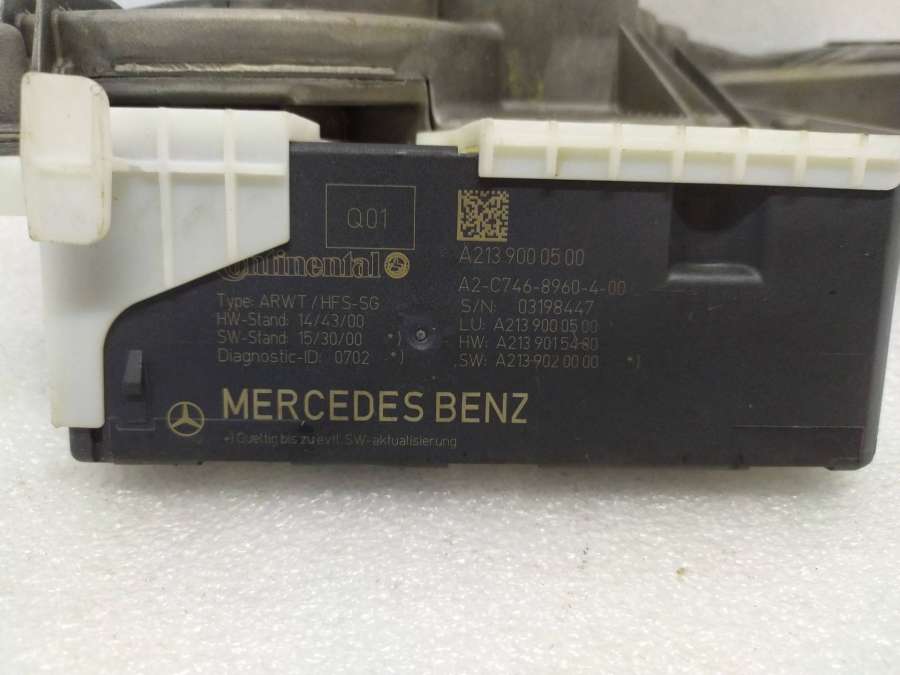 Q01
Continental
Type: ARWT/HFS-SG
HW-Stand: 14/43/00
SW-Stand: 15/30/00 *)
Diagnostic-ID: 0702 *)
A213 900 05 00
A2-C746-8960-4-00
S/N: 03198447
LU: A213 900 05 00
HW: A213 901 54 80
SW: A213 902 00 00 *)
MERCEDES BENZ
*) Gueltig bis zu evtl. SW-aktualisierung